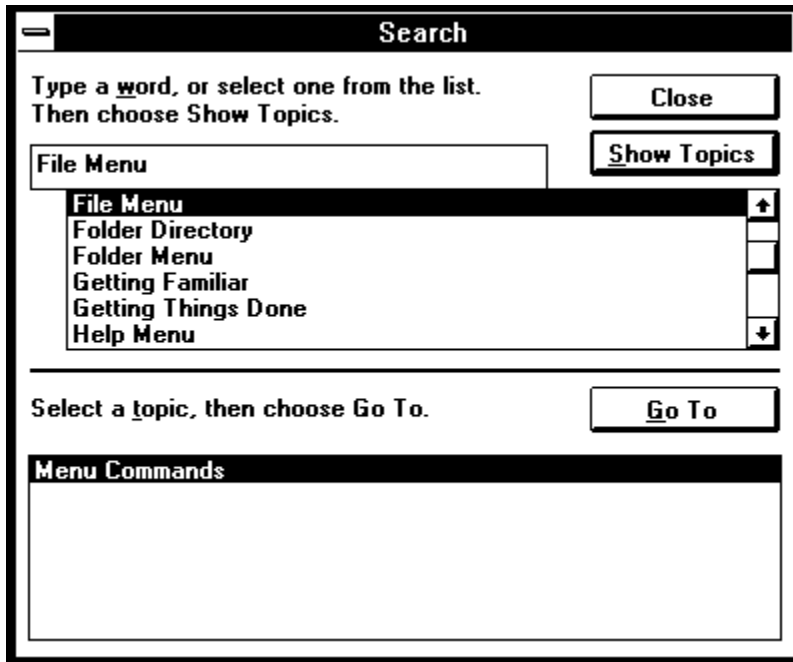 Search
Type a word, or select one from the list.
Then choose Show Topics.
Close
Show Topics
File Menu
File Menu
Folder Directory
Folder Menu
Getting Familiar
Getting Things Done
Help Menu
Select a topic, then choose Go To.
Go To
Menu Commands